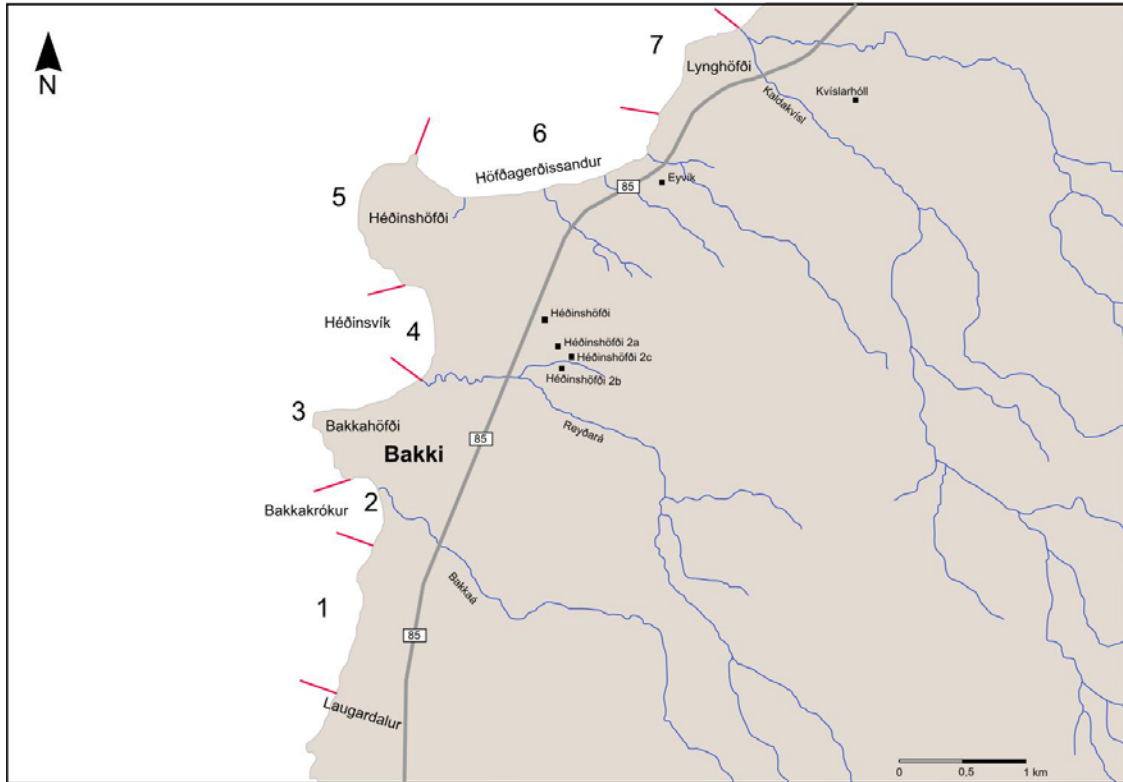 7
Lynghöfði
N
Kaldakvísl
Kvíslarhóll
6
Höfðagerðissandur
85
Eyvík
5
Héðinshöfði
Héðinsvík
4
Héðinshöfði
Héðinshöfði 2a
Héðinshöfði 2c
Héðinshöfði 2b
3
Bakkahöfði
Bakki
85
Reyðará
2
Bakkakrókur
Bakkaá
1
85
Laugardalur
0 0,5 1 km